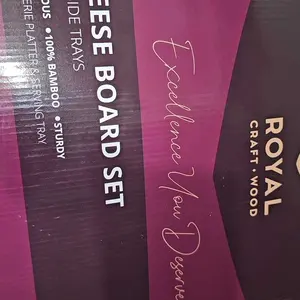 EESE BOARD SET
IDE TRAYS
OUS • 100% BAMBOO • STURDY
ERIE PLATTER & SERVING TRAY
Excellence You Deserve
ROYAL
CRAFT • WOOD